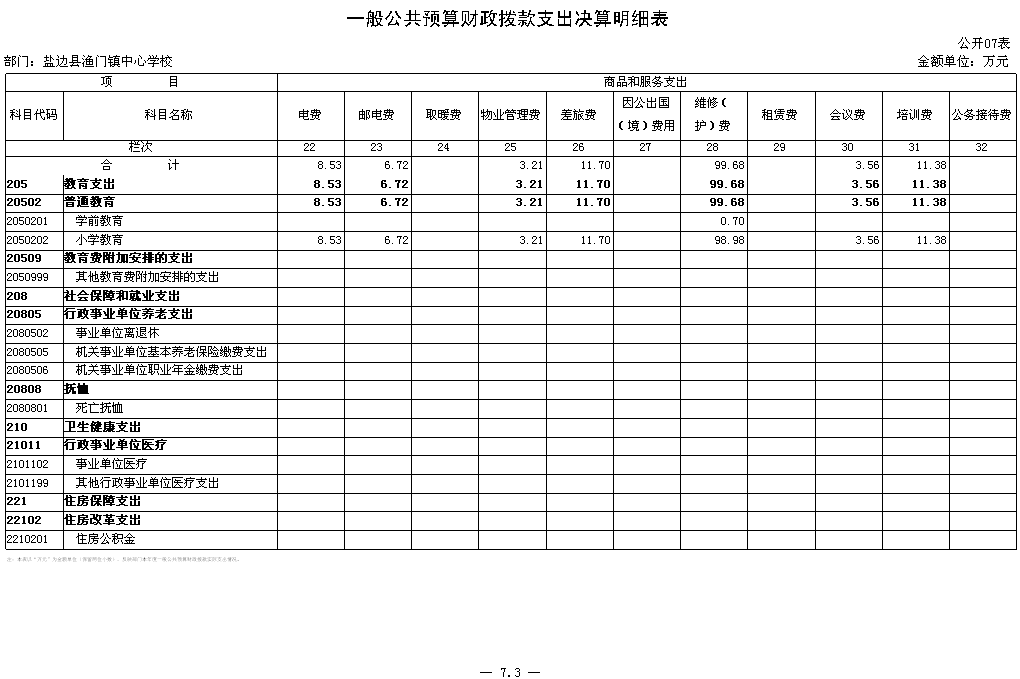 一般公共预算财政拨款支出决算明细表
公开07表
部门：盐边县渔门镇中心学校 金额单位：万元
项 目 商品和服务支出
科目代码 科目名称 电费 邮电费 取暖费 物业管理费 差旅费 因公出国（境）费用 维修（护）费 租赁费 会议费 培训费 公务接待费
栏次 22 23 24 25 26 27 28 29 30 31 32
合 计 8.53 6.72 3.21 11.70 99.68 3.56 11.38
205 教育支出 8.53 6.72 3.21 11.70 99.68 3.56 11.38
20502 普通教育 8.53 6.72 3.21 11.70 99.68 3.56 11.38
2050201 学前教育 0.70
2050202 小学教育 8.53 6.72 3.21 11.70 98.98 3.56 11.38
20509 教育费附加安排的支出
2050999 其他教育费附加安排的支出
208 社会保障和就业支出
20805 行政事业单位养老支出
2080502 事业单位离退休
2080505 机关事业单位基本养老保险缴费支出
2080506 机关事业单位职业年金缴费支出
20808 抚恤
2080801 死亡抚恤
210 卫生健康支出
21011 行政事业单位医疗
2101102 事业单位医疗
2101199 其他行政事业单位医疗支出
221 住房保障支出
22102 住房改革支出
2210201 住房公积金
— 7.3 —